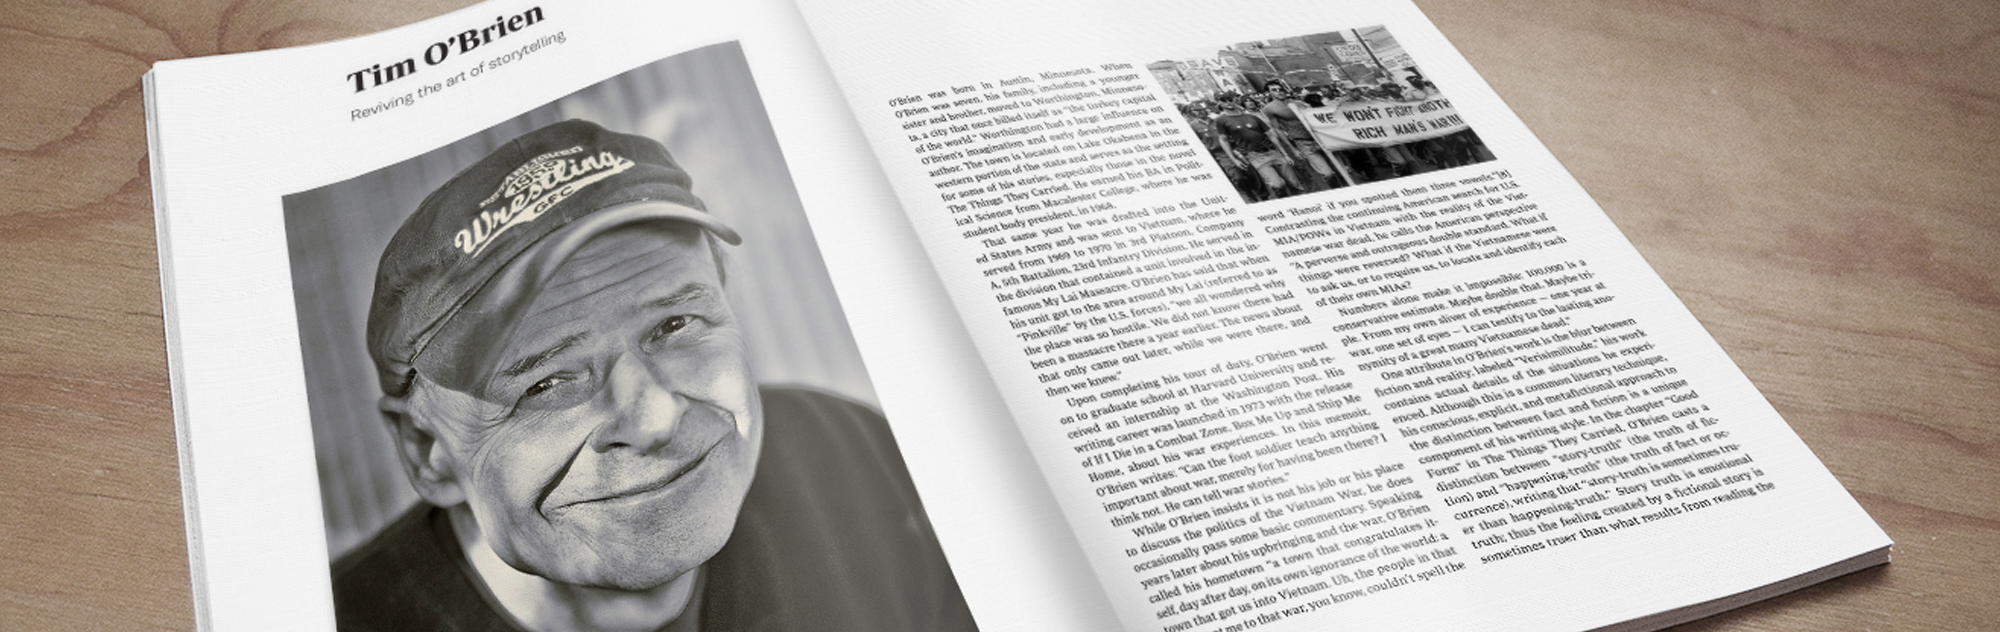 Tim O'Brien
Reviving the art of storytelling
Wrestling
GFC
O'Brien was born in Austin, Minnesota. When
O'Brien was seven, his family, including a younger
sister and brother, moved to Worthington, Minneso-
ta, a city that once billed itself as "the turkey capital
of the world." Worthington had a large influence on
O'Brien's imagination and early development as an
author. The town is located on Lake Okabena in the
western portion of the state and serves as the setting
for some of his stories, especially those in the novel
The Things They Carried. He earned his BA in Polit-
ical Science from Macalester College, where he was
student body president, in 1968.
That same year he was drafted into the Unit-
ed States Army and was sent to Vietnam, where he
served from 1969 to 1970 in 3rd Platoon, Company
A, 5th Battalion, 23rd Infantry Division. He served in
the division that contained a unit involved in the in-
famous My Lai Massacre. O'Brien has said that when
his unit got to the area around My Lai (referred to as
"Pinkville" by the U.S. forces), "we all wondered why
the place was so hostile. We did not know there had
been a massacre there a year earlier. The news about
that only came out later, while we were there, and
then we knew."
Upon completing his tour of duty, O'Brien went
on to graduate school at Harvard University and re-
ceived an internship at the Washington Post. His
writing career was launched in 1973 with the release
of If I Die in a Combat Zone, Box Me Up and Ship Me
Home, about his war experiences. In this memoir,
O'Brien writes: "Can the foot soldier teach anything
important about war, merely for having been there? I
think not. He can tell war stories."
While O'Brien insists it is not his job or his place
to discuss the politics of the Vietnam War, he does
occasionally pass some basic commentary. Speaking
years later about his upbringing and the war, O'Brien
called his hometown "a town that congratulates it-
self, day after day, on its own ignorance of the world: a
town that got us into Vietnam. Uh, the people in that
me to that war, you know, couldn't spell the
SAVE
WE WON'T FIGHT ANOTH
RICH MAN'S WAR!!!
word 'Hanoi' if you spotted them three vowels."[8]
Contrasting the continuing American search for U.S.
MIA/POWs in Vietnam with the reality of the Viet-
namese war dead, he calls the American perspective
"A perverse and outrageous double standard. What if
things were reversed? What if the Vietnamese were
to ask us, or to require us, to locate and identify each
of their own MIAs?
Numbers alone make it impossible: 100,000 is a
conservative estimate. Maybe double that. Maybe tri-
ple. From my own sliver of experience – one year at
war, one set of eyes – I can testify to the lasting ano-
nymity of a great many Vietnamese dead."
One attribute in O'Brien's work is the blur between
fiction and reality; labeled "Verisimilitude," his work
contains actual details of the situations he experi-
enced. Although this is a common literary technique,
his conscious, explicit, and metafictional approach to
the distinction between fact and fiction is a unique
component of his writing style. In the chapter "Good
Form" in The Things They Carried, O'Brien casts a
distinction between "story-truth" (the truth of fic-
tion) and "happening-truth" (the truth of fact or oc-
currence), writing that "story-truth is sometimes tru-
er than happening-truth." Story truth is emotional
truth; thus the feeling created by a fictional story is
sometimes truer than what results from reading the